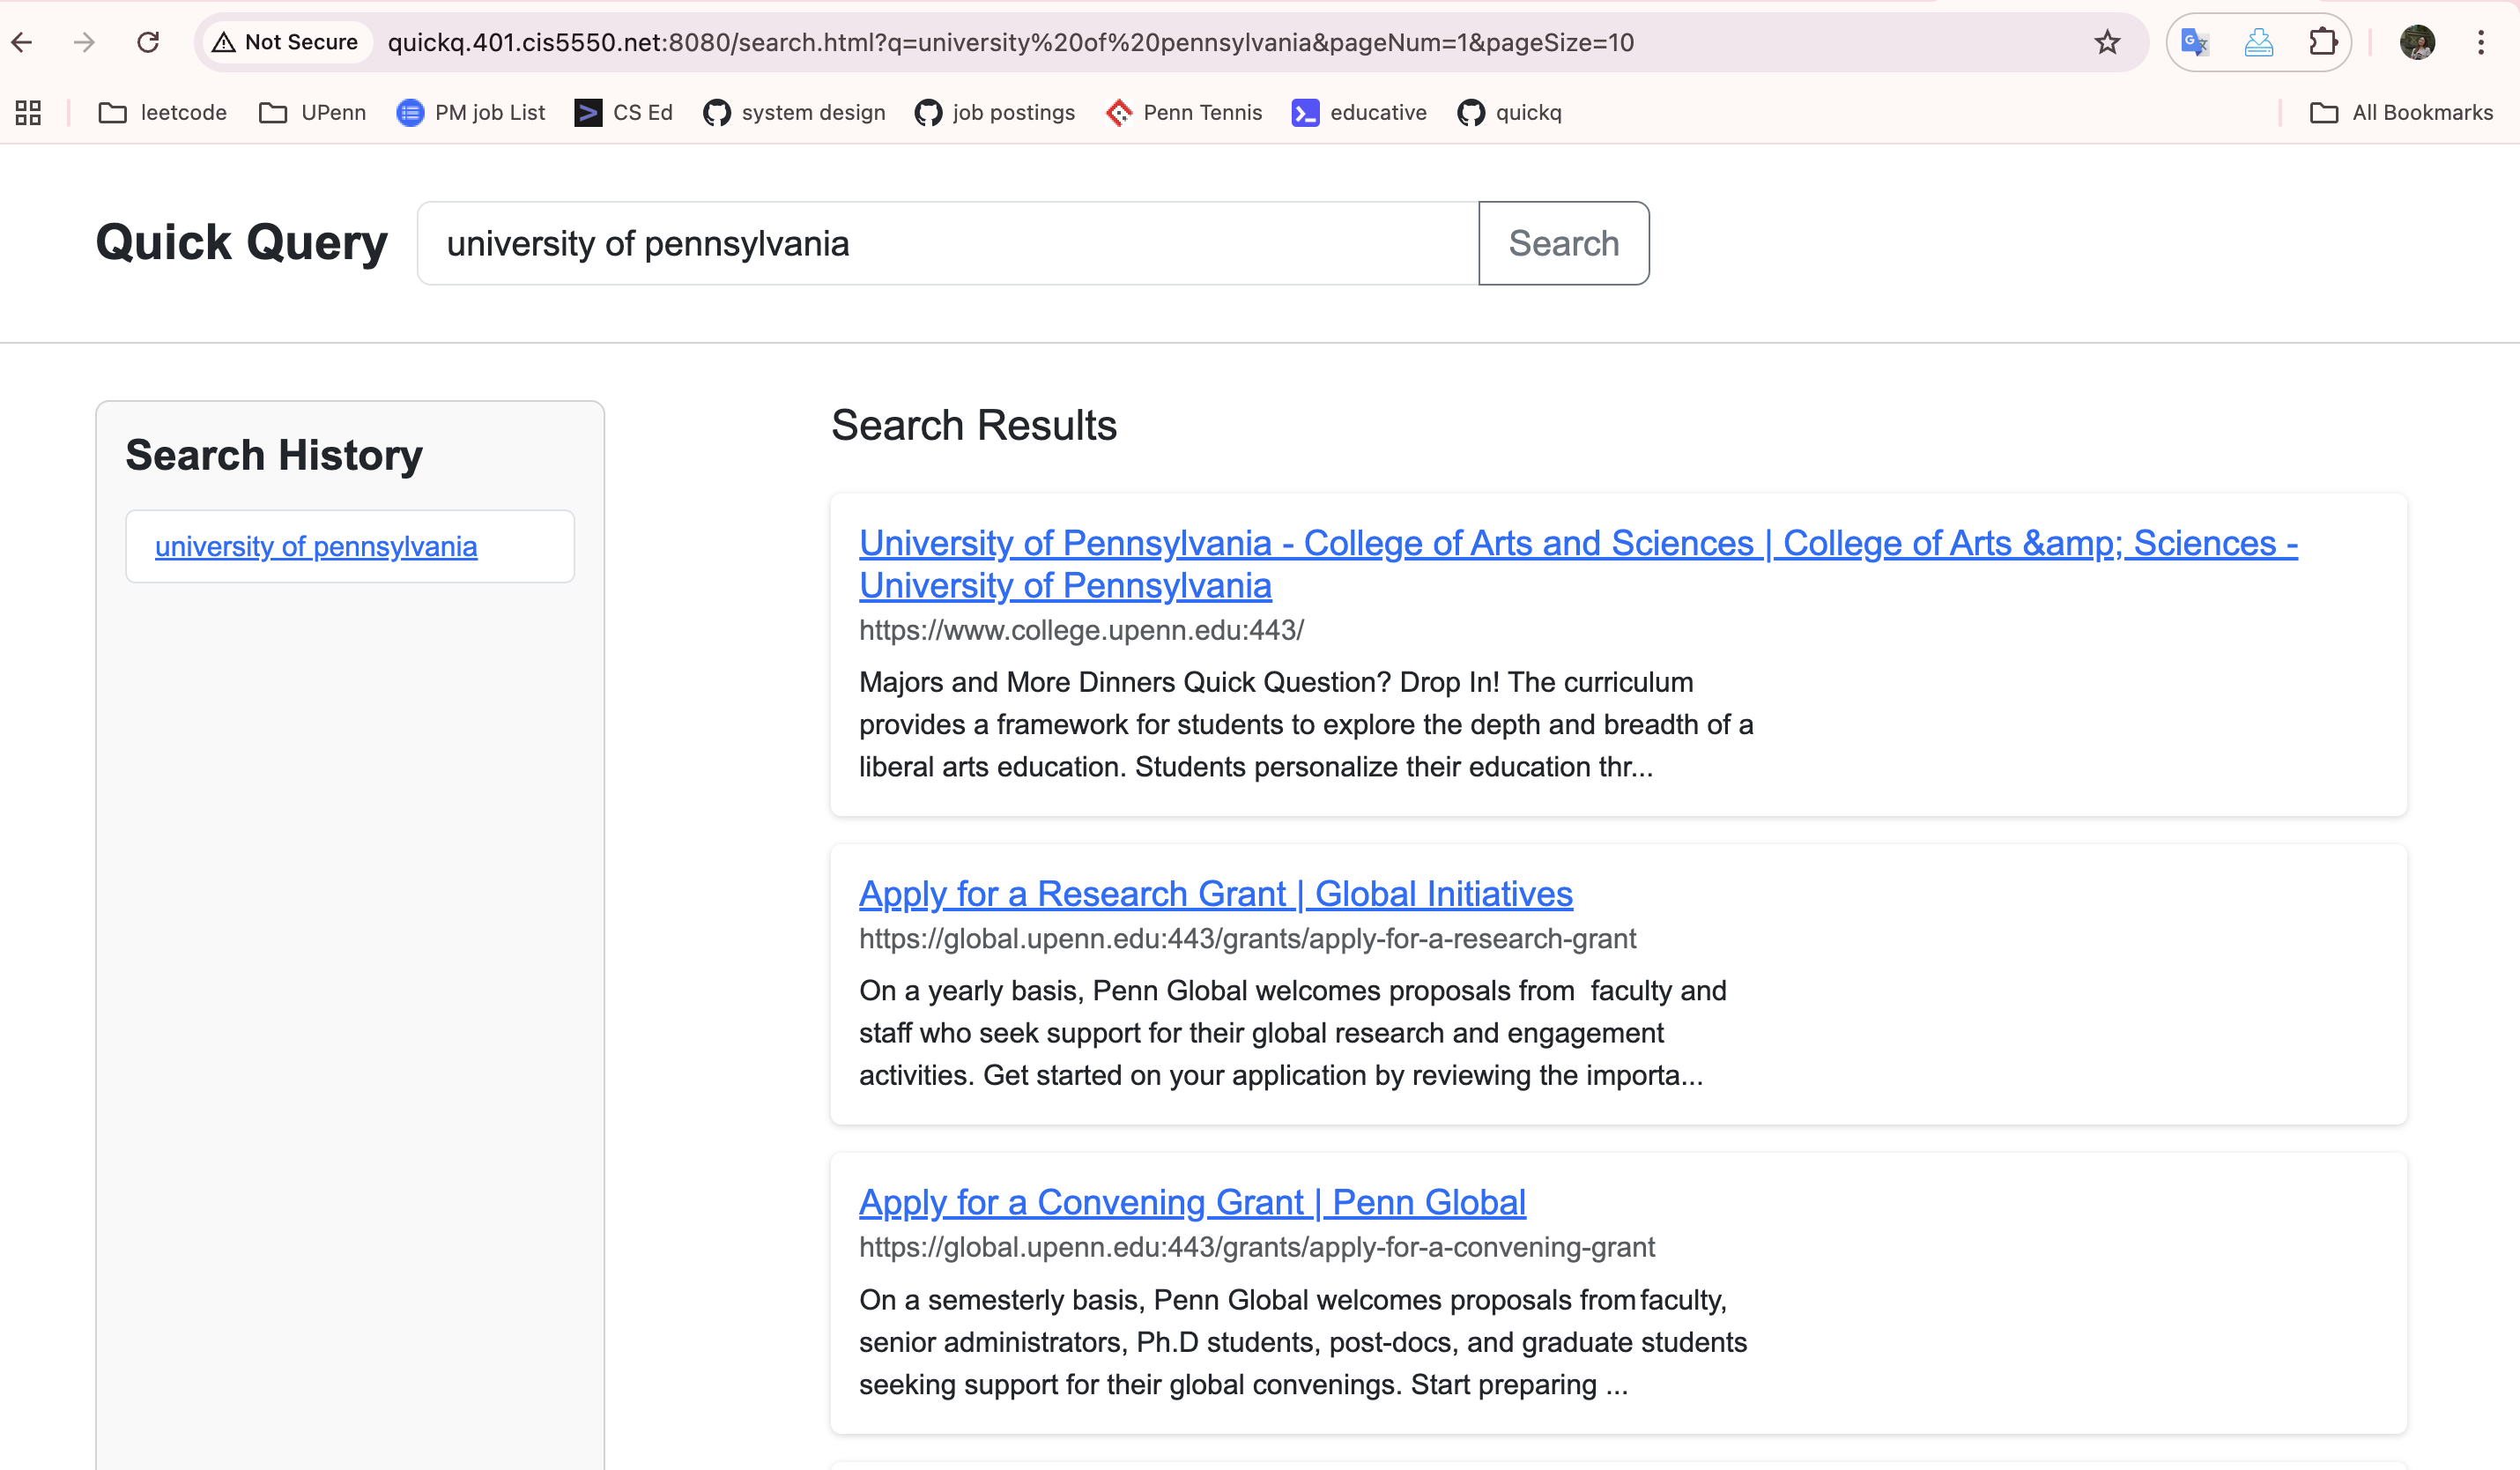 Not Secure quickq.401.cis5550.net:8080/search.html?q=university%20of%20pennsylvania&pageNum=1&pageSize=10
leetcode UPenn PM job List CS Ed system design job postings Penn Tennis educative quickq All Bookmarks
Quick Query university of pennsylvania Search
Search History
university of pennsylvania
Search Results
University of Pennsylvania - College of Arts and Sciences | College of Arts &amp; Sciences -
University of Pennsylvania
https://www.college.upenn.edu:443/
Majors and More Dinners Quick Question? Drop In! The curriculum
provides a framework for students to explore the depth and breadth of a
liberal arts education. Students personalize their education thr...
Apply for a Research Grant | Global Initiatives
https://global.upenn.edu:443/grants/apply-for-a-research-grant
On a yearly basis, Penn Global welcomes proposals from  faculty and
staff who seek support for their global research and engagement
activities. Get started on your application by reviewing the importa...
Apply for a Convening Grant | Penn Global
https://global.upenn.edu:443/grants/apply-for-a-convening-grant
On a semesterly basis, Penn Global welcomes proposals from faculty,
senior administrators, Ph.D students, post-docs, and graduate students
seeking support for their global convenings. Start preparing ...